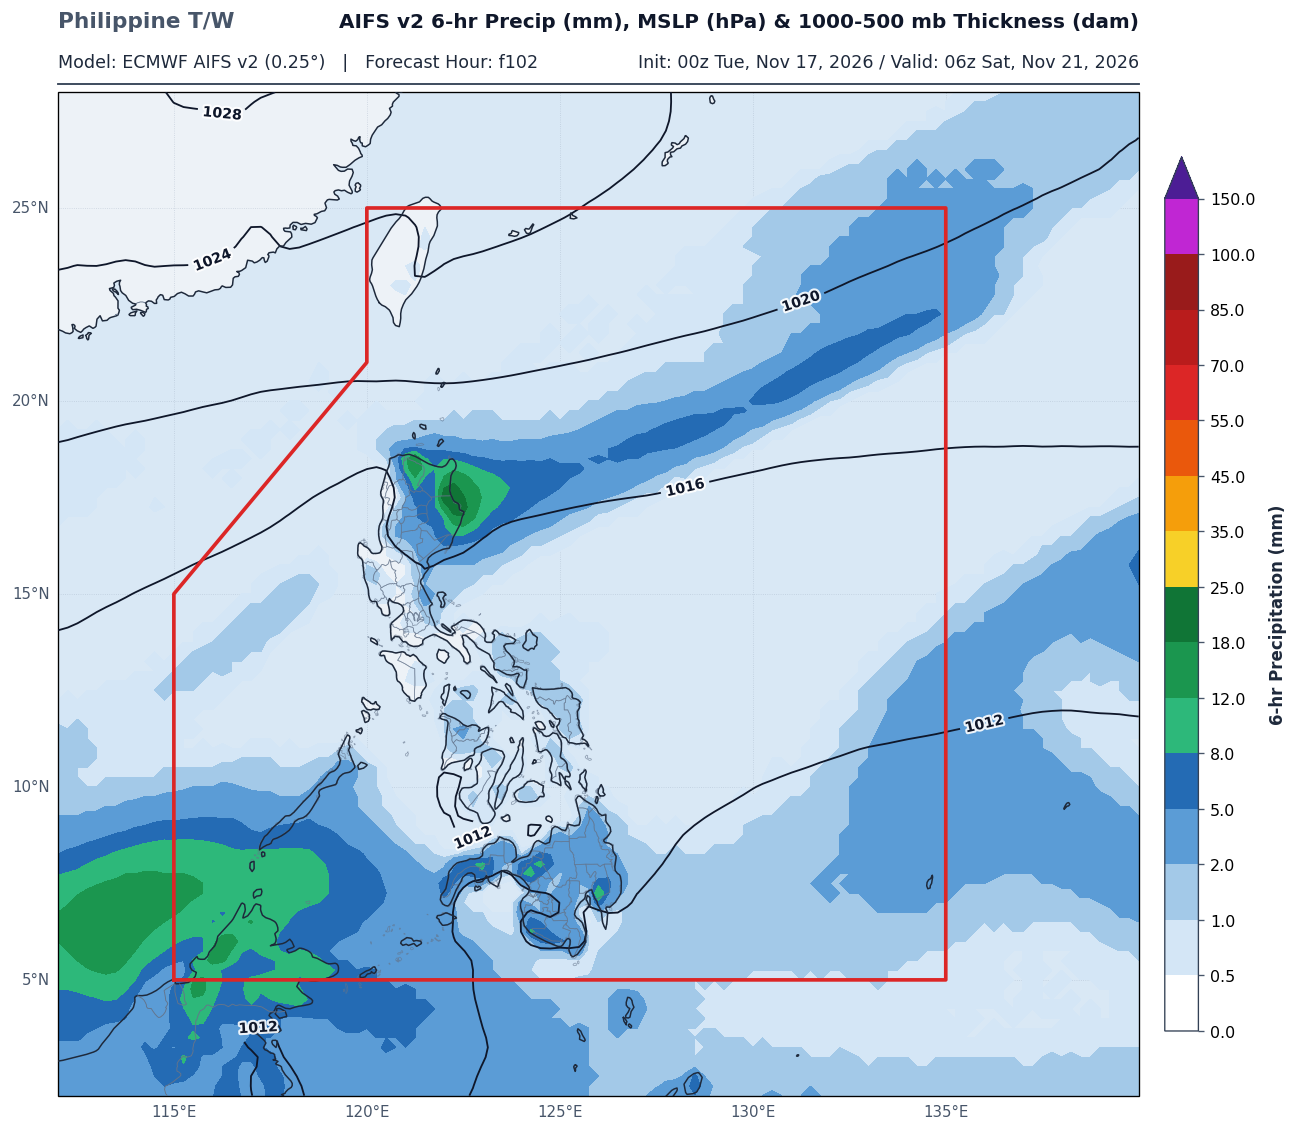 Philippine T/W
AIFS v2 6-hr Precip (mm), MSLP (hPa) & 1000-500 mb Thickness (dam)
Model: ECMWF AIFS v2 (0.25°) | Forecast Hour: f102
Init: 00z Tue, Nov 17, 2026 / Valid: 06z Sat, Nov 21, 2026
1028
1024
1020
1016
1012
1012
1012
25°N
20°N
15°N
10°N
5°N
115°E
120°E
125°E
130°E
135°E
150.0
100.0
85.0
70.0
55.0
45.0
35.0
25.0
18.0
12.0
8.0
5.0
2.0
1.0
0.5
0.0
6-hr Precipitation (mm)